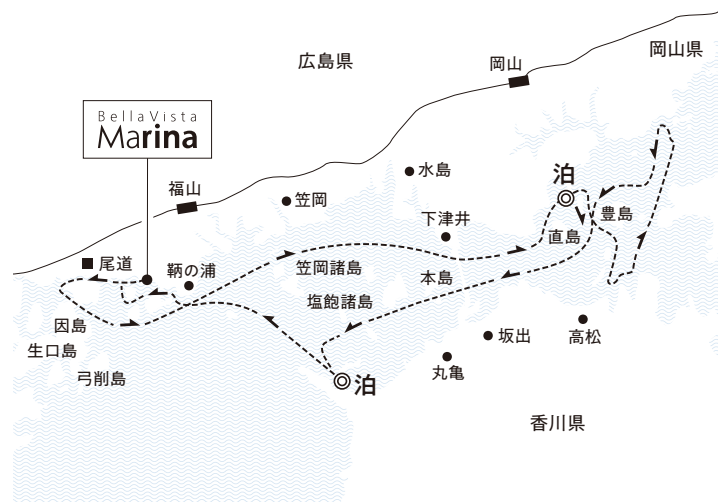 広島県
岡山県
岡山
BellaVista
Marina
福山
笠岡
水島
泊
下津井
直島
豊島
尾道
鞆の浦
笠岡諸島
本島
塩飽諸島
因島
生口島
弓削島
坂出
高松
丸亀
泊
香川県